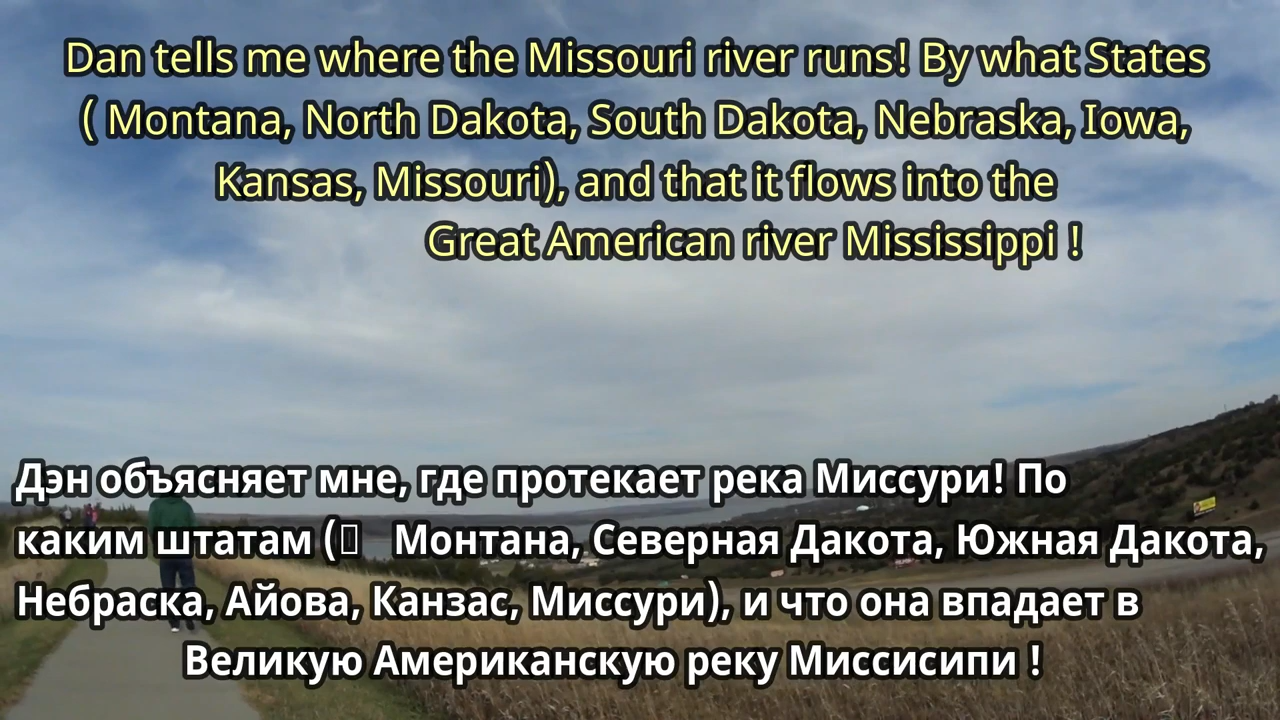 Dan tells me where the Missouri river runs! By what States
( Montana, North Dakota, South Dakota, Nebraska, Iowa,
Kansas, Missouri), and that it flows into the
Great American river Mississippi !
Дэн объясняет мне, где протекает река Миссури! По
каким штатам ( Монтана, Северная Дакота, Южная Дакота,
Небраска, Айова, Канзас, Миссури), и что она впадает в
Великую Американскую реку Миссисипи !